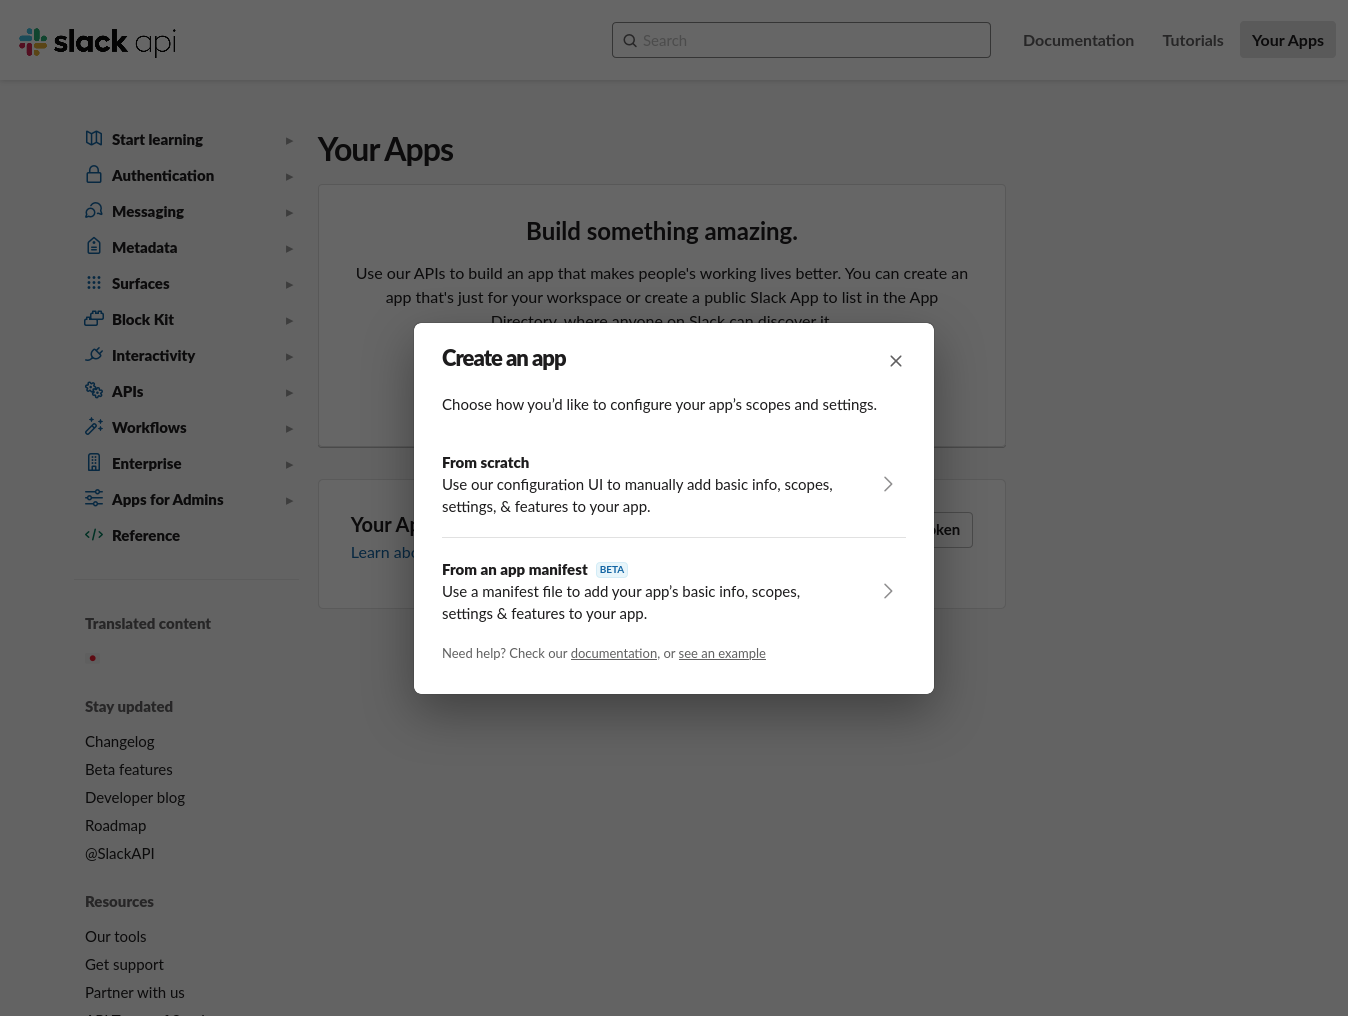 slack api
Search
Documentation
Tutorials
Your Apps
Start learning
Authentication
Messaging
Metadata
Surfaces
Block Kit
Interactivity
APIs
Workflows
Enterprise
Apps for Admins
Reference
Translated content
Stay updated
Changelog
Beta features
Developer blog
Roadmap
@SlackAPI
Resources
Our tools
Get support
Partner with us
Your Apps
Build something amazing.
Use our APIs to build an app that makes people's working lives better. You can create an
app that's just for your workspace or create a public Slack App to list in the App
Directory, where anyone on Slack can discover it.
Your Ap
Learn abo
oken
Create an app
Choose how you’d like to configure your app’s scopes and settings.
From scratch
Use our configuration UI to manually add basic info, scopes,
settings, & features to your app.
From an app manifest BETA
Use a manifest file to add your app’s basic info, scopes,
settings & features to your app.
Need help? Check our documentation, or see an example